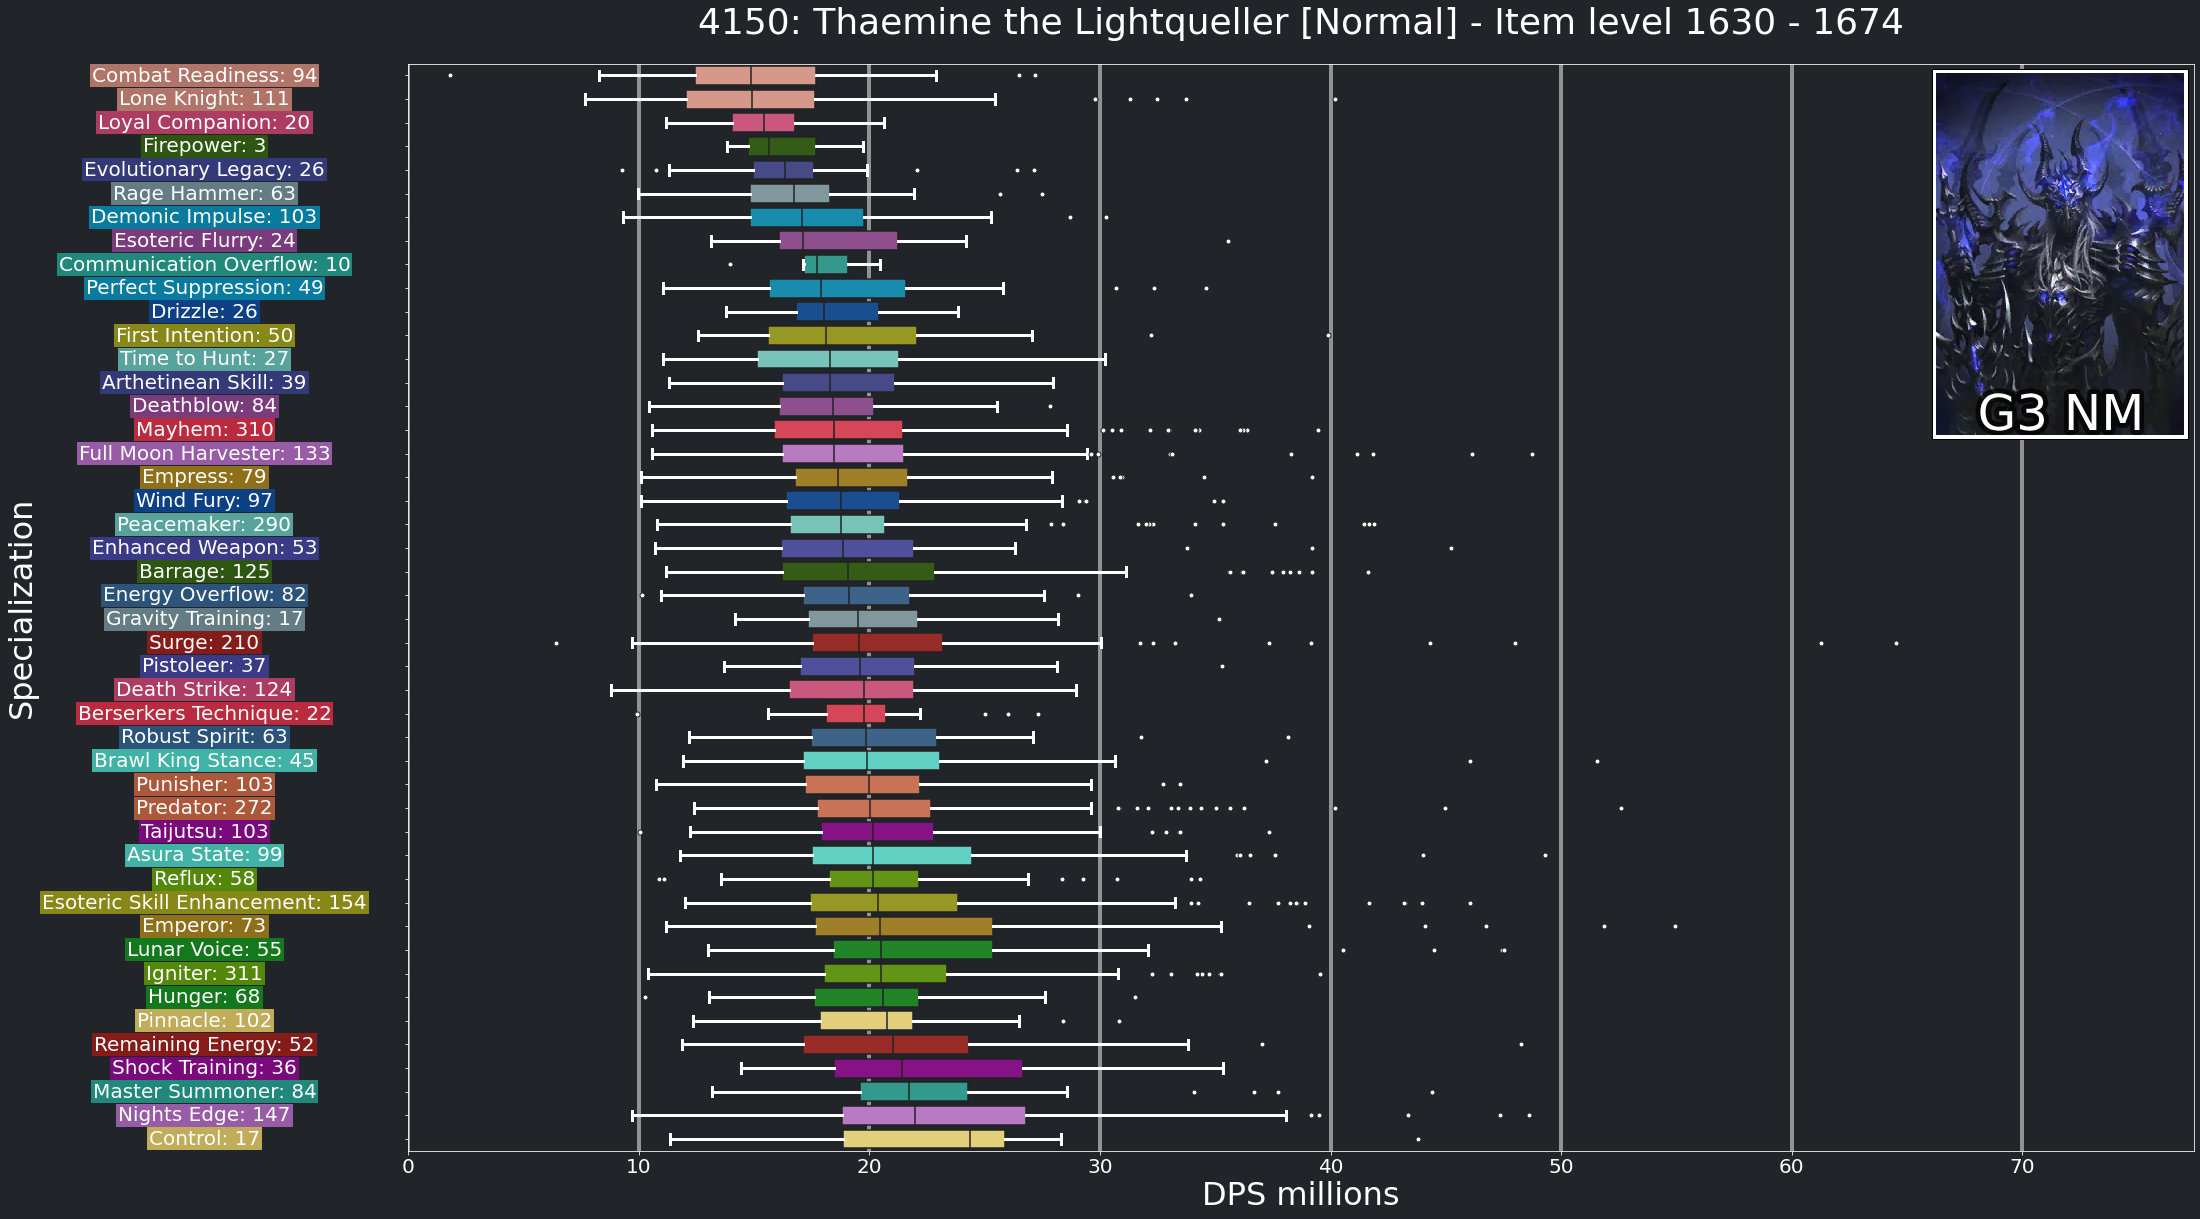 4150: Thaemine the Lightqueller [Normal] - Item level 1630 - 1674
Combat Readiness: 94
Lone Knight: 111
Loyal Companion: 20
Firepower: 3
Evolutionary Legacy: 26
Rage Hammer: 63
Demonic Impulse: 103
Esoteric Flurry: 24
Communication Overflow: 10
Perfect Suppression: 49
Drizzle: 26
First Intention: 50
Time to Hunt: 27
Arthetinean Skill: 39
Deathblow: 84
Mayhem: 310
Full Moon Harvester: 133
Empress: 79
Wind Fury: 97
Peacemaker: 290
Enhanced Weapon: 53
Barrage: 125
Energy Overflow: 82
Gravity Training: 17
Surge: 210
Pistoleer: 37
Death Strike: 124
Berserkers Technique: 22
Robust Spirit: 63
Brawl King Stance: 45
Punisher: 103
Predator: 272
Taijutsu: 103
Asura State: 99
Reflux: 58
Esoteric Skill Enhancement: 154
Emperor: 73
Lunar Voice: 55
Igniter: 311
Hunger: 68
Pinnacle: 102
Remaining Energy: 52
Shock Training: 36
Master Summoner: 84
Nights Edge: 147
Control: 17
Specialization
G3 NM
0 10 20 30 40 50 60 70
DPS millions